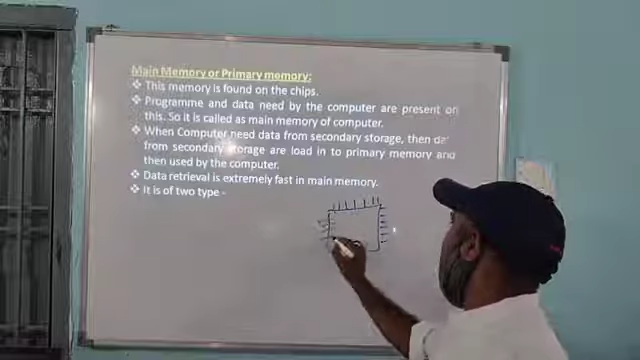 Main Memory or Primary memory:
❖ This memory is found on the chips.
❖ Programme and data need by the computer are present on
this. So it is called as main memory of computer.
❖ When Computer need data from secondary storage, then
from secondary storage are load in to primary memory and
then used by the computer.
❖ Data retrieval is extremely fast in main memory.
❖ It is of two type -